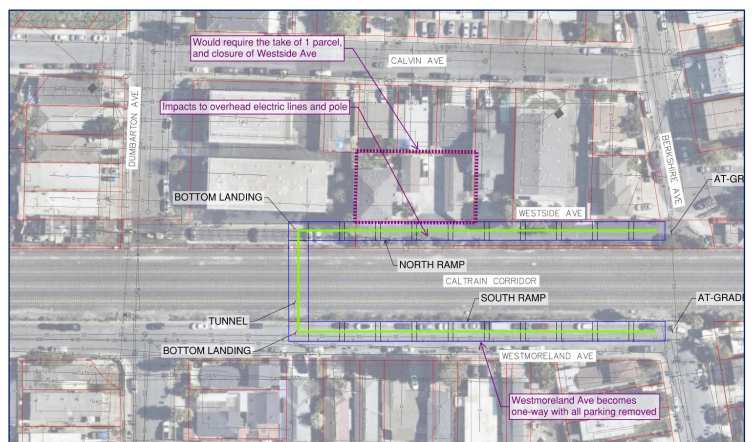 Would require the take of 1 parcel,
and closure of Westside Ave
CALVIN AVE
Impacts to overhead electric lines and pole
DUMBARTON AVE
BERKSHIRE AVE
BOTTOM LANDING
WESTSIDE AVE
AT-GR
NORTH RAMP
CALTRAIN CORRIDOR
SOUTH RAMP
AT-GRADE
TUNNEL
BOTTOM LANDING
WESTMORELAND AVE
Westmoreland Ave becomes
one-way with all parking removed